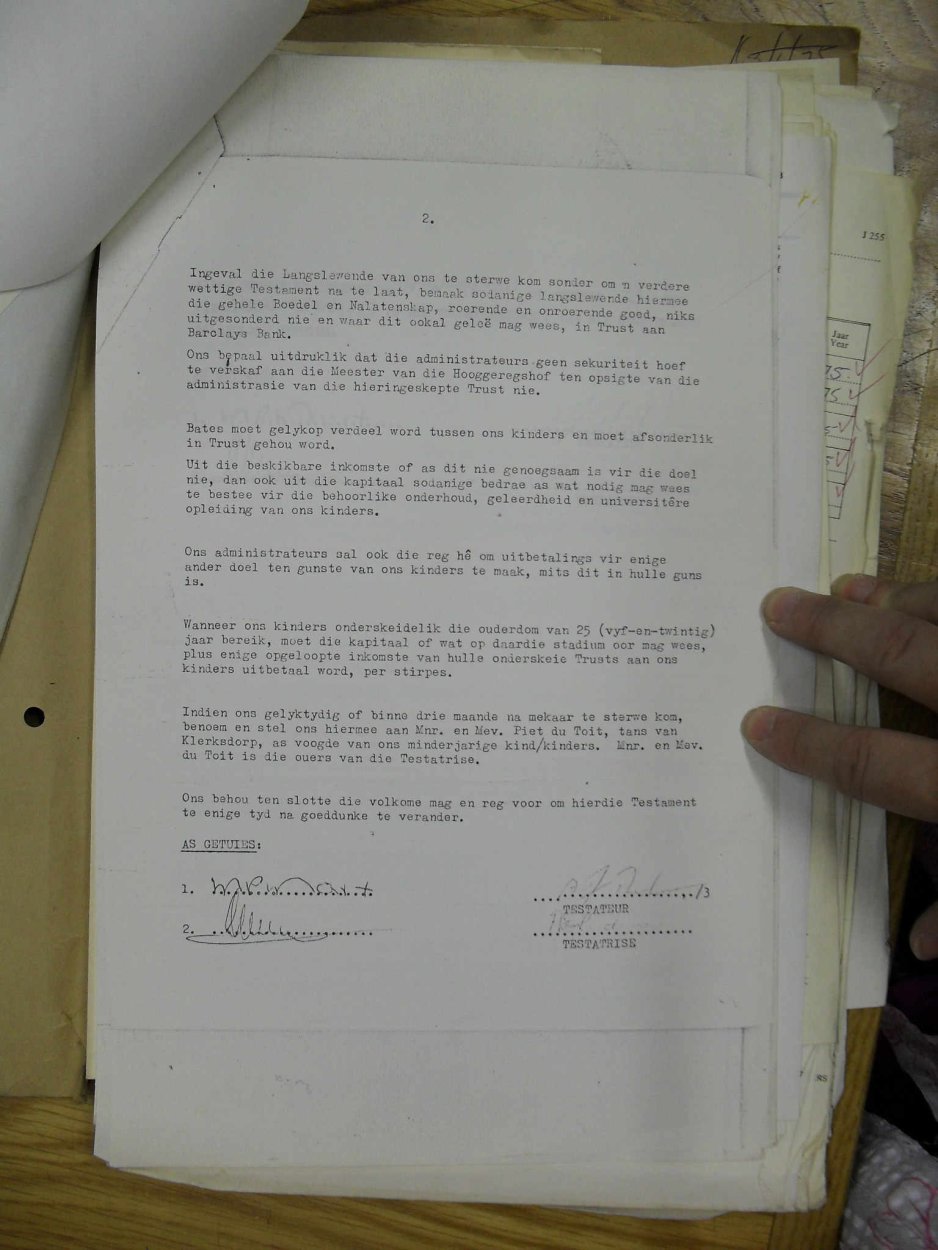 2.
Ingeval die Langslewende van ons te sterwe kom sonder om 'n verdere
wettige Testament na te laat, bemaak sodanige langslewende hiermee
die gehele Boedel en Nalatenskap, roerende en onroerende goed, niks
uitgesonderd nie en waar dit ookal geleë mag wees, in Trust aan
Barclays Bank.
Ons bepaal uitdruklik dat die administrateurs geen sekuriteit hoef
te verskaf aan die Meester van die Hooggeregshof ten opsigte van die
administrasie van die hieringeskepte Trust nie.
Bates moet gelykop verdeel word tussen ons kinders en moet afsonderlik
in Trust gehou word.
Uit die beskikbare inkomste of as dit nie genoegsaam is vir die doel
nie, dan ook uit die kapitaal sodanige bedrae as wat nodig mag wees
te bestee vir die behoorlike onderhoud, geleerdheid en universitêre
opleiding van ons kinders.
Ons administrateurs sal ook die reg hê om uitbetalings vir enige
ander doel ten gunste van ons kinders te maak, mits dit in hulle guns
is.
Wanneer ons kinders onderskeidelik die ouderdom van 25 (vyf-en-twintig)
jaar bereik, moet die kapitaal of wat op daardie stadium oor mag wees,
plus enige opgeloopte inkomste van hulle onderskeie Trusts aan ons
kinders uitbetaal word, per stirpes.
Indien ons gelyktydig of binne drie maande na mekaar te sterwe kom,
benoem en stel ons hiermee aan Mnr. en Mev. Piet du Toit, tans van
Klerksdorp, as voogde van ons minderjarige kind/kinders. Mnr. en Mev.
du Toit is die ouers van die Testatrise.
Ons behou ten slotte die volkome mag en reg voor om hierdie Testament
te enige tyd na goeddunke te verander.
AS GETUIES:
1.
/3
TESTATEUR
2.
TESTATRISE
J 255
Jaar
Year
75
75